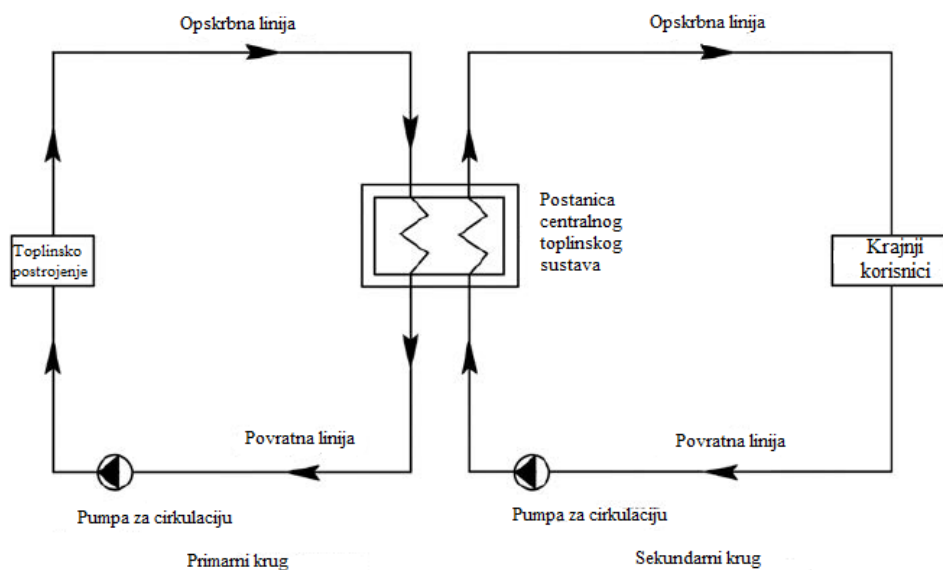 Opskrbna linija
Opskrbna linija
Toplinsko
postrojenje
Postanica
centralnog
toplinskog
sustava
Krajnji
korisnici
Povratna linija
Povratna linija
Pumpa za cirkulaciju
Pumpa za cirkulaciju
Primarni krug
Sekundarni krug